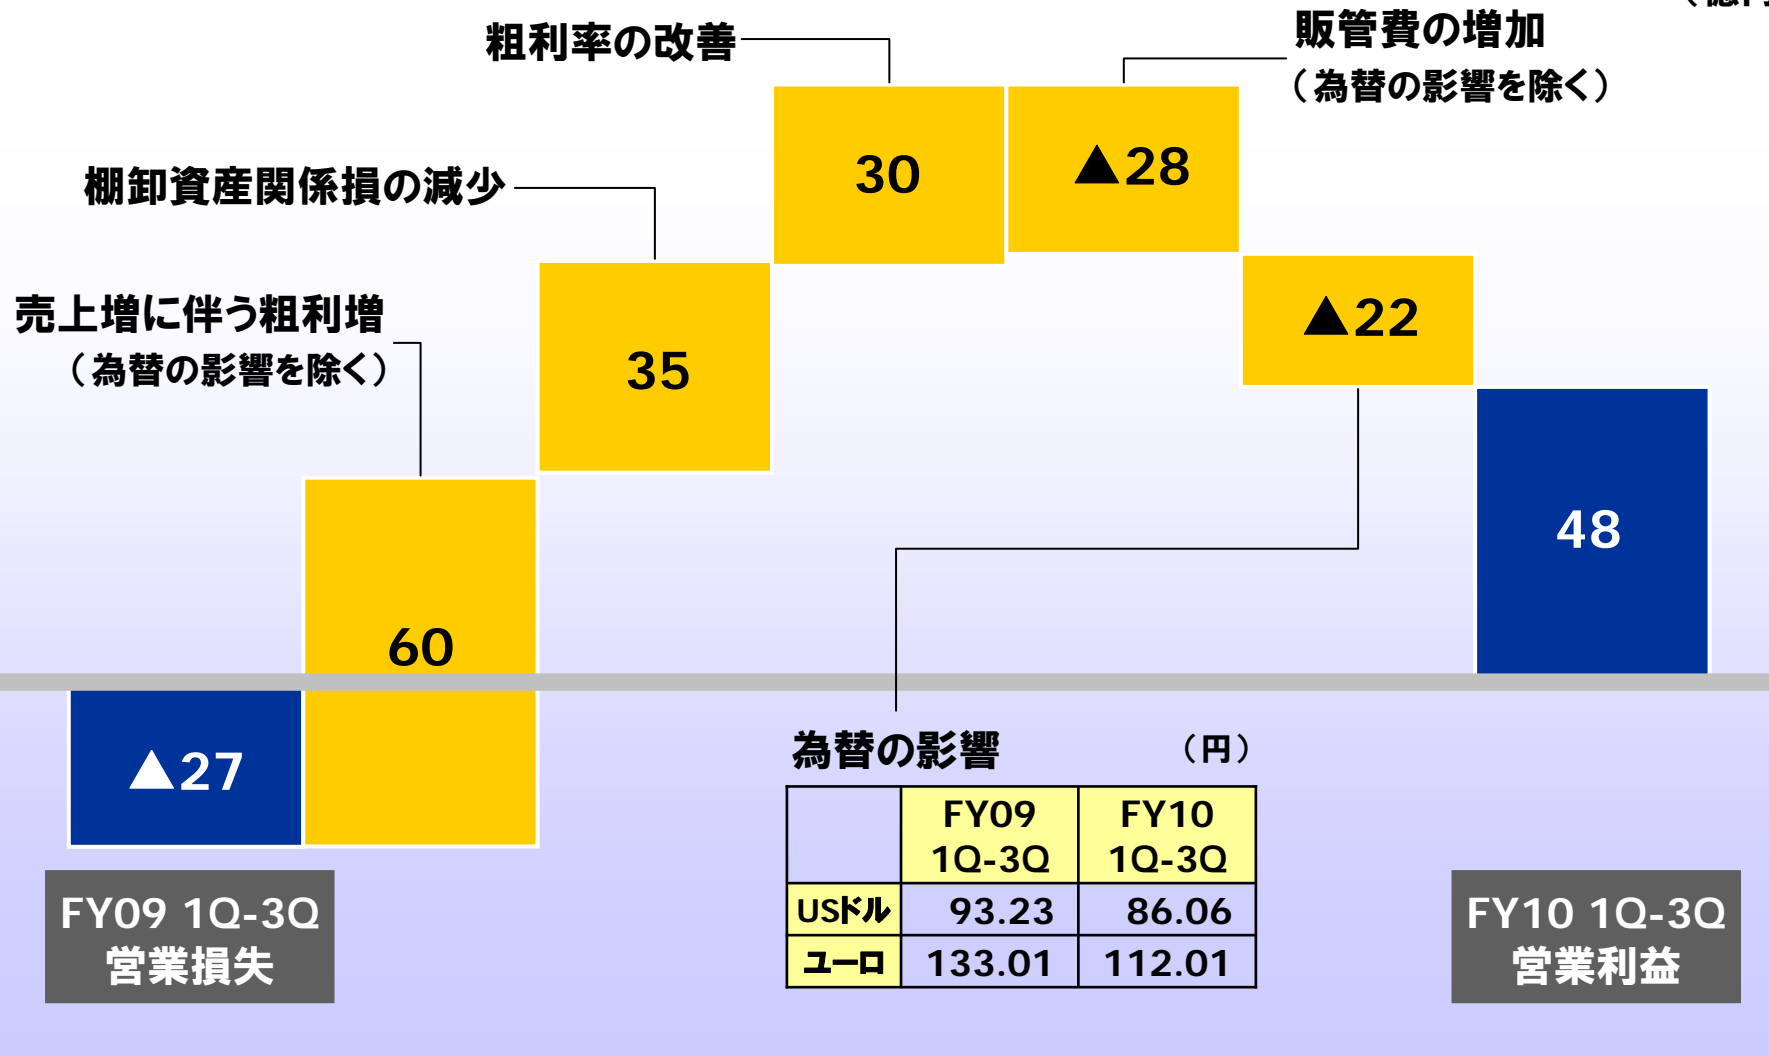 粗利率の改善
販管費の増加
（為替の影響を除く）
棚卸資産関係損の減少
売上増に伴う粗利増
（為替の影響を除く）
30
▲28
35
▲22
60
48
▲27
為替の影響 （円）
FY09 1Q-3Q
FY10 1Q-3Q
USドル 93.23 86.06
ユーロ 133.01 112.01
FY09 1Q-3Q
営業損失
FY10 1Q-3Q
営業利益